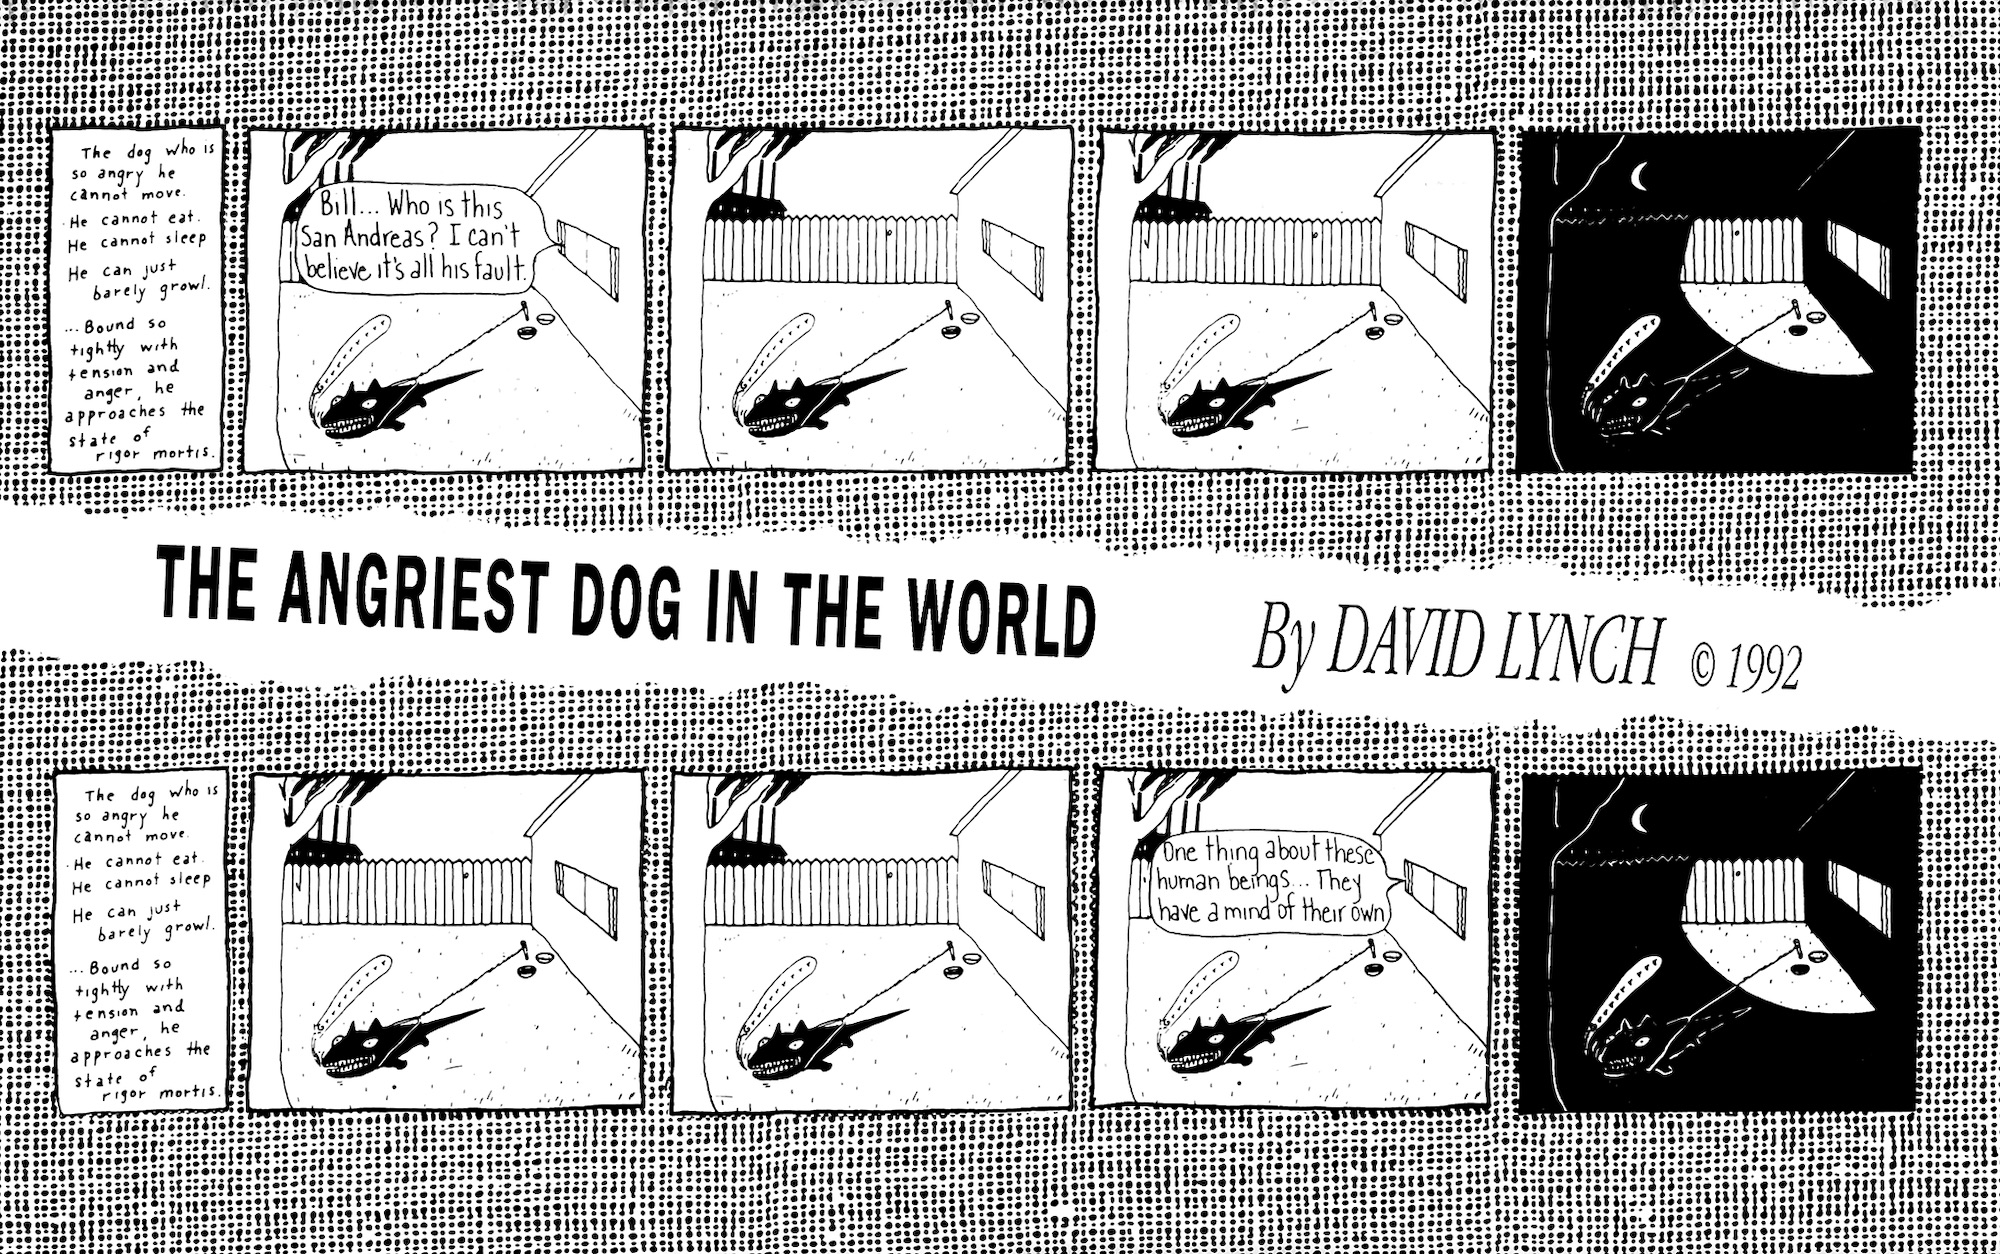 The dog who is
so angry he
cannot move.
He cannot eat.
He cannot sleep
He can just
barely growl.
...Bound so
tightly with
tension and
anger, he
approaches the
state of
rigor mortis.
Bill... Who is this
San Andreas? I can't
believe it's all his fault.
THE ANGRIEST DOG IN THE WORLD
By DAVID LYNCH © 1992
The dog who is
so angry he
cannot move.
He cannot eat.
He cannot sleep
He can just
barely growl.
...Bound so
tightly with
tension and
anger, he
approaches the
state of
rigor mortis.
One thing about these
human beings... They
have a mind of their own